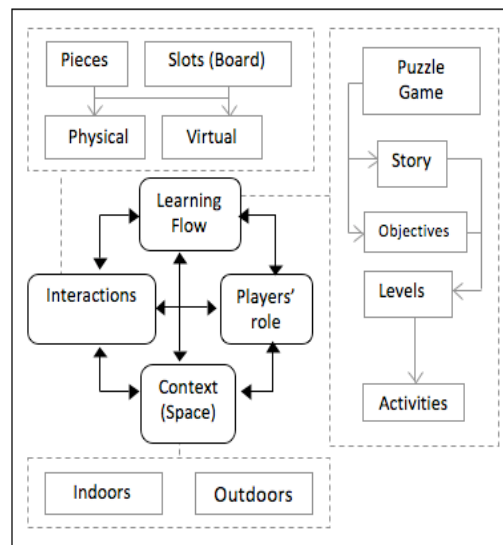 Pieces
Slots (Board)
Physical
Virtual
Puzzle
Game
Story
Objectives
Levels
Activities
Learning
Flow
Interactions
Players’
role
Context
(Space)
Indoors
Outdoors